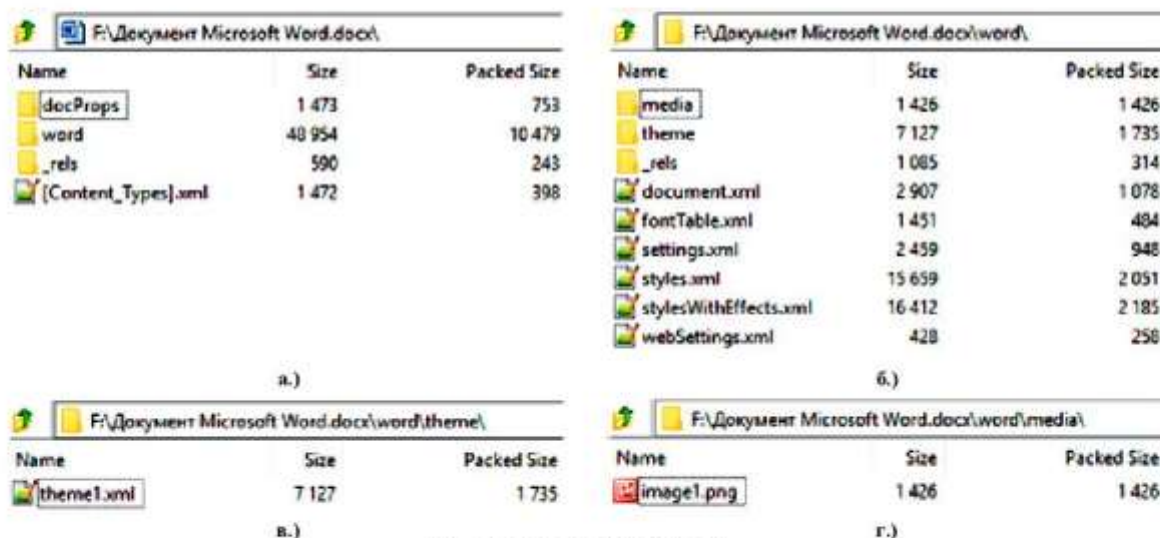 F:\Документ Microsoft Word.docx\
Name Size Packed Size
docProps 1 473 753
word 48 954 10 479
_rels 590 243
[Content_Types].xml 1 472 398
а.)
F:\Документ Microsoft Word.docx\word\
Name Size Packed Size
media 1 426 1 426
theme 7 127 1 735
_rels 1 085 314
document.xml 2 907 1 078
fontTable.xml 1 451 484
settings.xml 2 459 948
styles.xml 15 659 2 051
stylesWithEffects.xml 16 412 2 185
webSettings.xml 428 258
б.)
F:\Документ Microsoft Word.docx\word\theme\
Name Size Packed Size
theme1.xml 7 127 1 735
в.)
F:\Документ Microsoft Word.docx\word\media\
Name Size Packed Size
image1.png 1 426 1 426
г.)